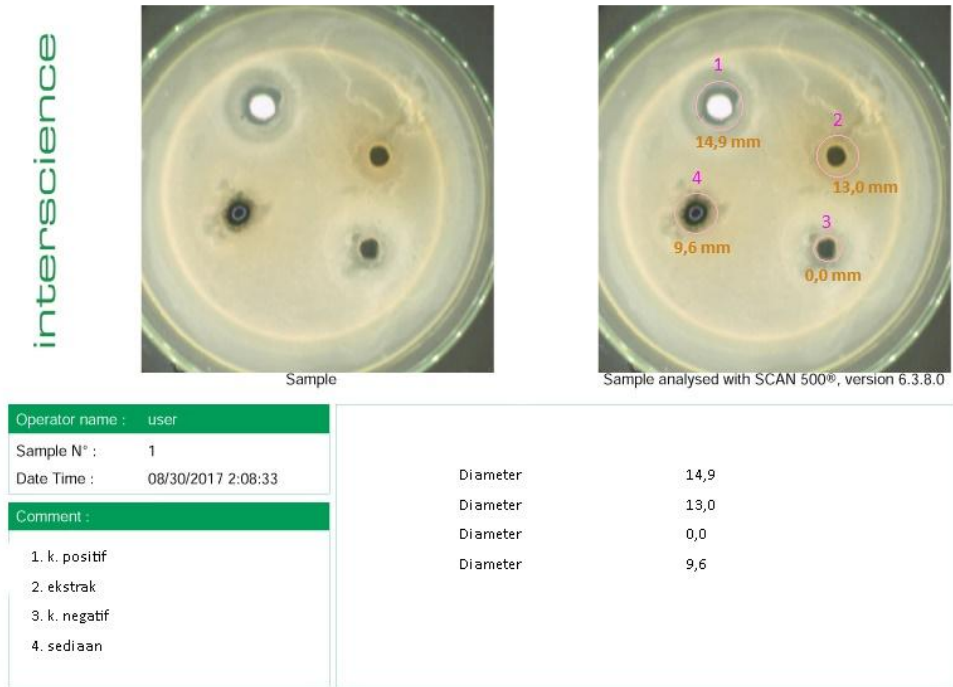 interscience
1
2
14,9 mm
4
13,0 mm
3
9,6 mm
0,0 mm
Sample
Sample analysed with SCAN 500®, version 6.3.8.0
Operator name : user
Sample N° : 1
Date Time : 08/30/2017 2:08:33
Comment :
1. k. positif
2. ekstrak
3. k. negatif
4. sediaan
Diameter 14,9
Diameter 13,0
Diameter 0,0
Diameter 9,6